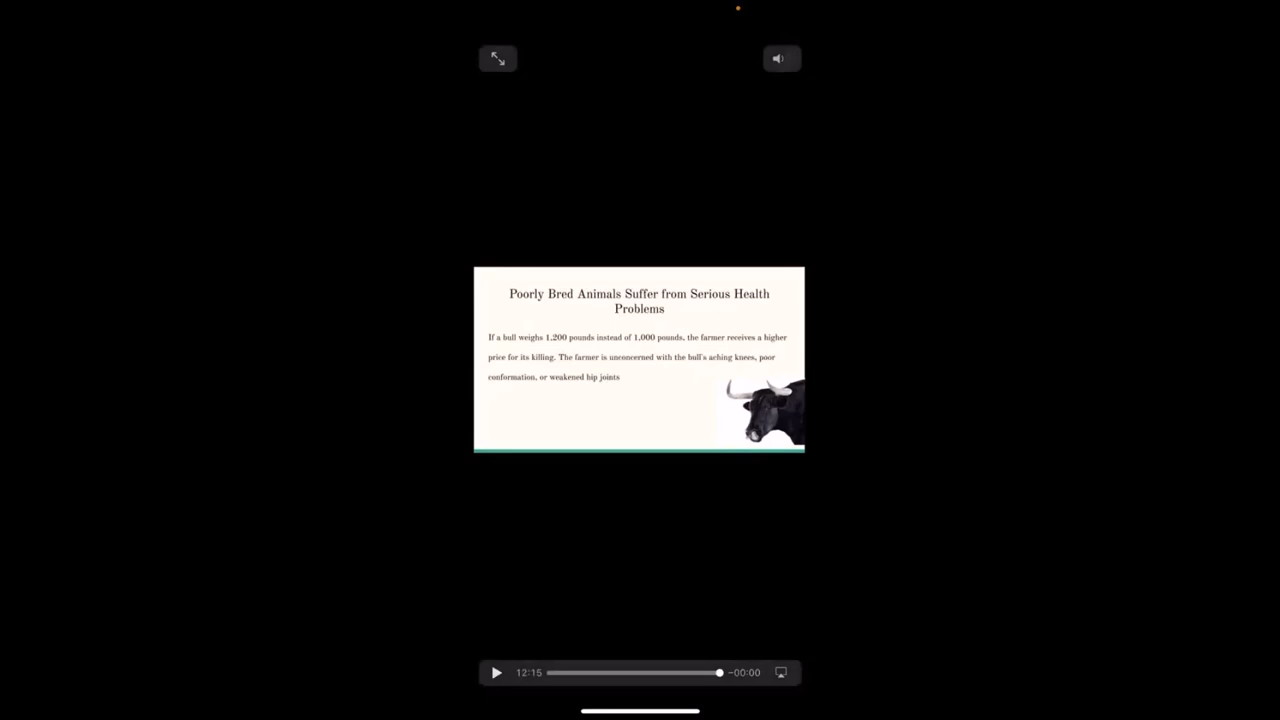 Poorly Bred Animals Suffer from Serious Health
Problems
If a bull weighs 1,200 pounds instead of 1,000 pounds, the farmer receives a higher
price for its killing. The farmer is unconcerned with the bull's aching knees, poor
conformation, or weakened hip joints
12:15
-00:00